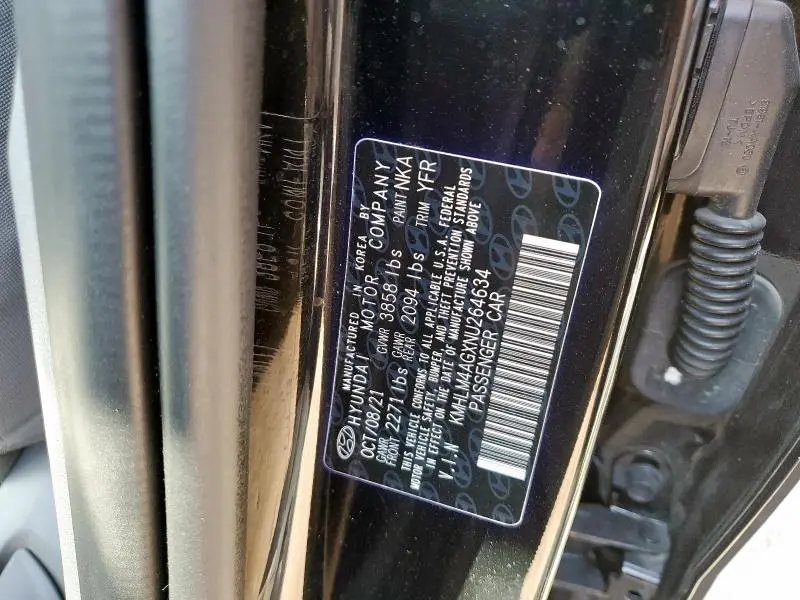 MANUFACTURED IN KOREA BY
HYUNDAI MOTOR COMPANY
OCT/08/21 GVWR 3858 lbs PAINT NKA
GAWR FRONT 2271 lbs GAWR REAR 2094 lbs TRIM YFR
THIS VEHICLE CONFORMS TO ALL APPLICABLE U.S.A. FEDERAL
MOTOR VEHICLE SAFETY, BUMPER, AND THEFT PREVENTION STANDARDS
IN EFFECT ON THE DATE OF MANUFACTURE SHOWN ABOVE
V.I.N KMHLM4AGXNU264634
PASSENGER CAR